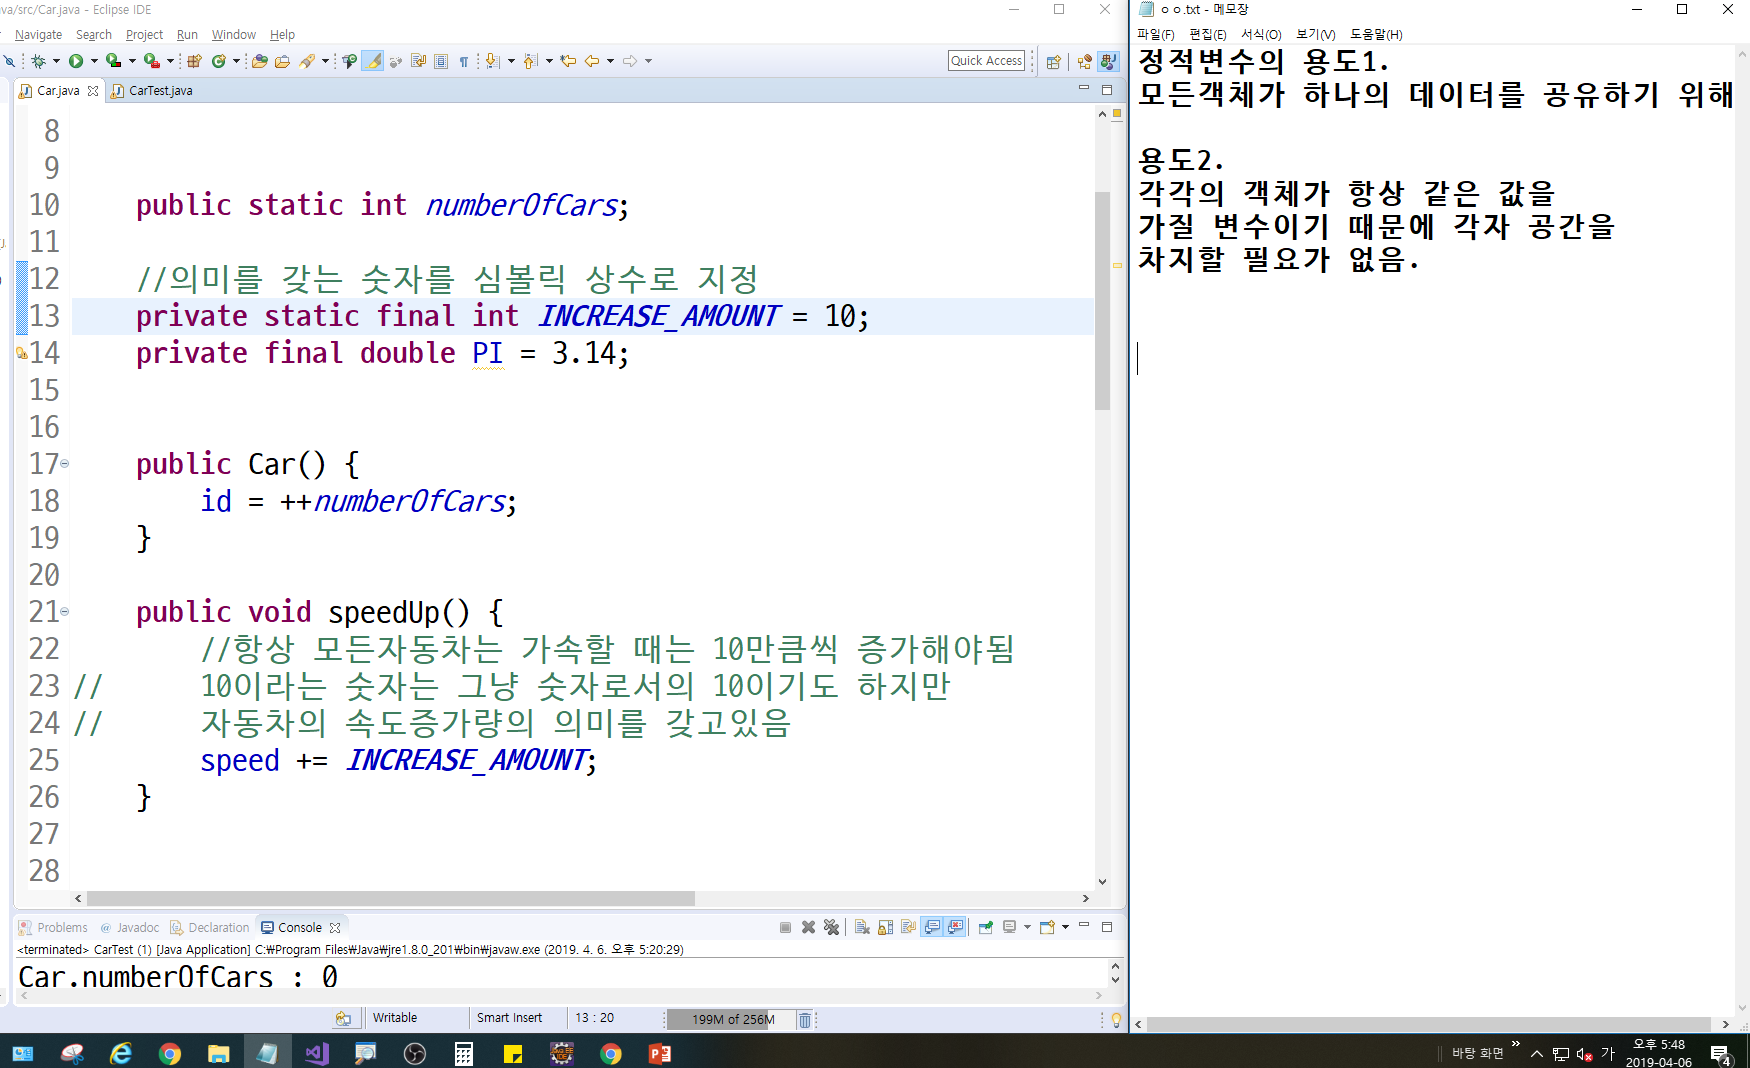 va/src/Car.java - Eclipse IDE
Navigate Search Project Run Window Help
Quick Access
Car.java CarTest.java
8
9
10 public static int numberOfCars;
11
12 //의미를 갖는 숫자를 심볼릭 상수로 지정
13 private static final int INCREASE_AMOUNT = 10;
14 private final double PI = 3.14;
15
16
17 public Car() {
18 id = ++numberOfCars;
19 }
20
21 public void speedUp() {
22 //항상 모든자동차는 가속할 때는 10만큼씩 증가해야됨
23 // 10이라는 숫자는 그냥 숫자로서의 10이기도 하지만
24 // 자동차의 속도증가량의 의미를 갖고있음
25 speed += INCREASE_AMOUNT;
26 }
27
28
Problems @ Javadoc Declaration Console
<terminated> CarTest (1) [Java Application] C:₩Program Files₩Java₩jre1.8.0_201₩bin₩javaw.exe (2019. 4. 6. 오후 5:20:29)
Car.numberOfCars : 0
Writable Smart Insert 13 : 20 199M of 256M
ㅇㅇ.txt - 메모장
파일(F) 편집(E) 서식(O) 보기(V) 도움말(H)
정적변수의 용도1.
모든객체가 하나의 데이터를 공유하기 위해
용도2.
각각의 객체가 항상 같은 값을
가질 변수이기 때문에 각자 공간을
차지할 필요가 없음.
바탕 화면 가 오후 5:48
2019-04-06 4